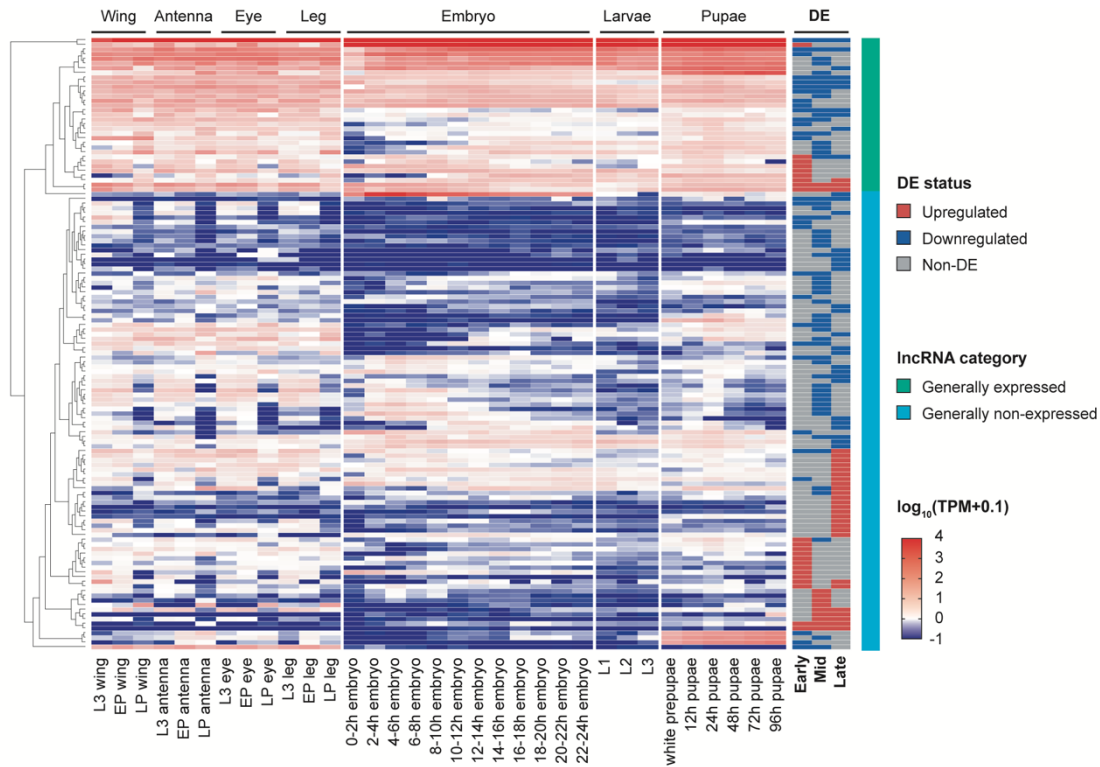 Wing Antenna Eye Leg Embryo Larvae Pupae DE
DE status
Upregulated
Downregulated
Non-DE
lncRNA category
Generally expressed
Generally non-expressed
log10(TPM+0.1)
4
3
2
1
0
-1
L3 wing
EP wing
LP wing
L3 antenna
EP antenna
LP antenna
L3 eye
EP eye
LP eye
L3 leg
EP leg
LP leg
0-2h embryo
2-4h embryo
4-6h embryo
6-8h embryo
8-10h embryo
10-12h embryo
12-14h embryo
14-16h embryo
16-18h embryo
18-20h embryo
20-22h embryo
22-24h embryo
L1
L2
L3
white prepupae
12h pupae
24h pupae
48h pupae
72h pupae
96h pupae
Early
Mid
Late